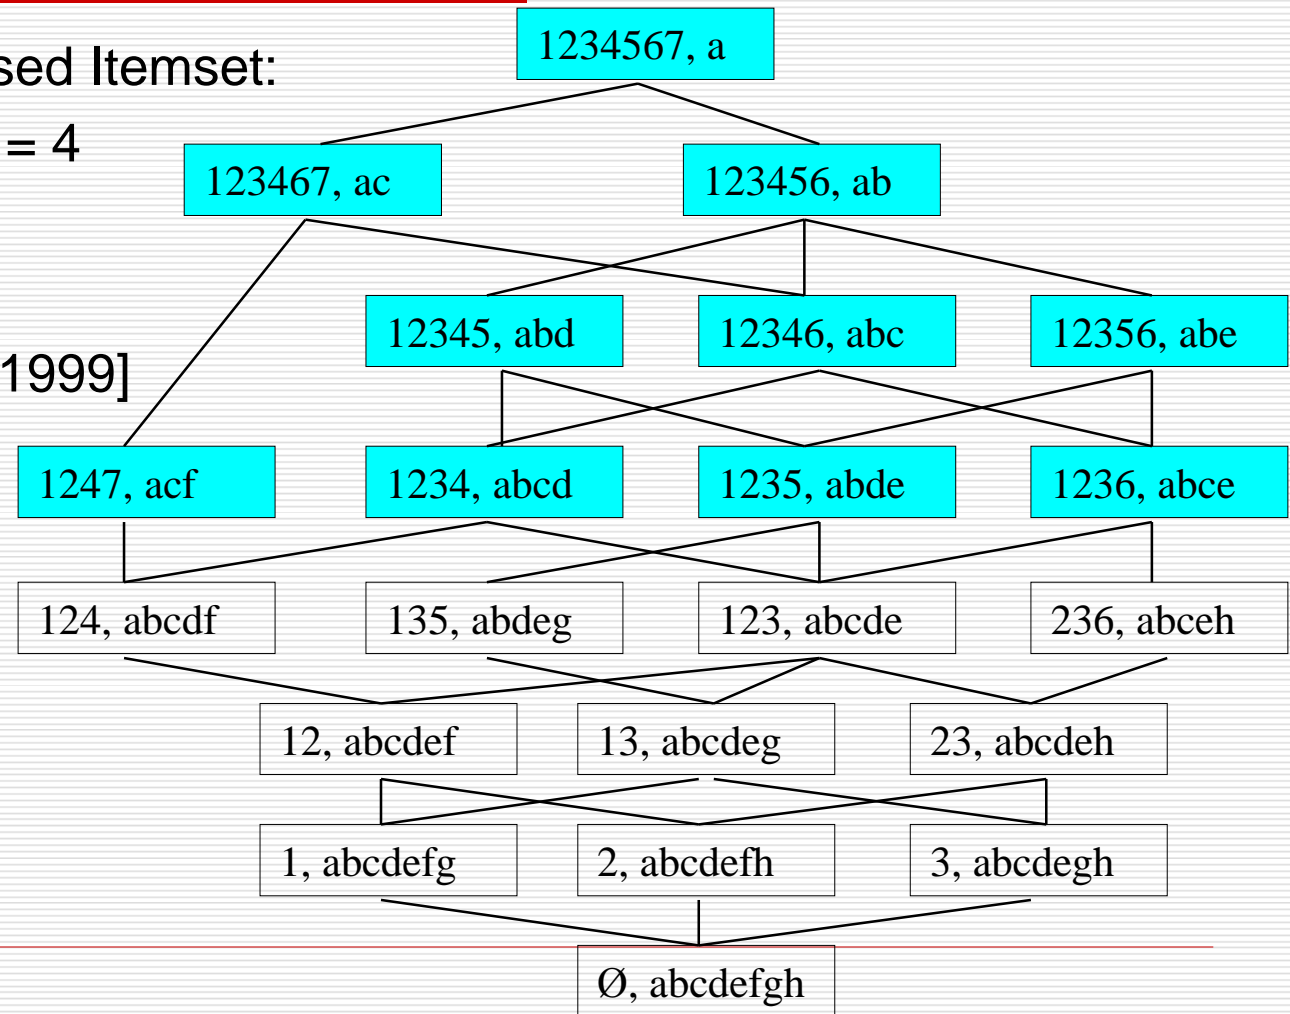 1234567, a
sed Itemset:
= 4
123467, ac
123456, ab
12345, abd
12346, abc
12356, abe
1999]
1247, acf
1234, abcd
1235, abde
1236, abce
124, abcdf
135, abdeg
123, abcde
236, abceh
12, abcdef
13, abcdeg
23, abcdeh
1, abcdefg
2, abcdefh
3, abcdegh
Ø, abcdefgh